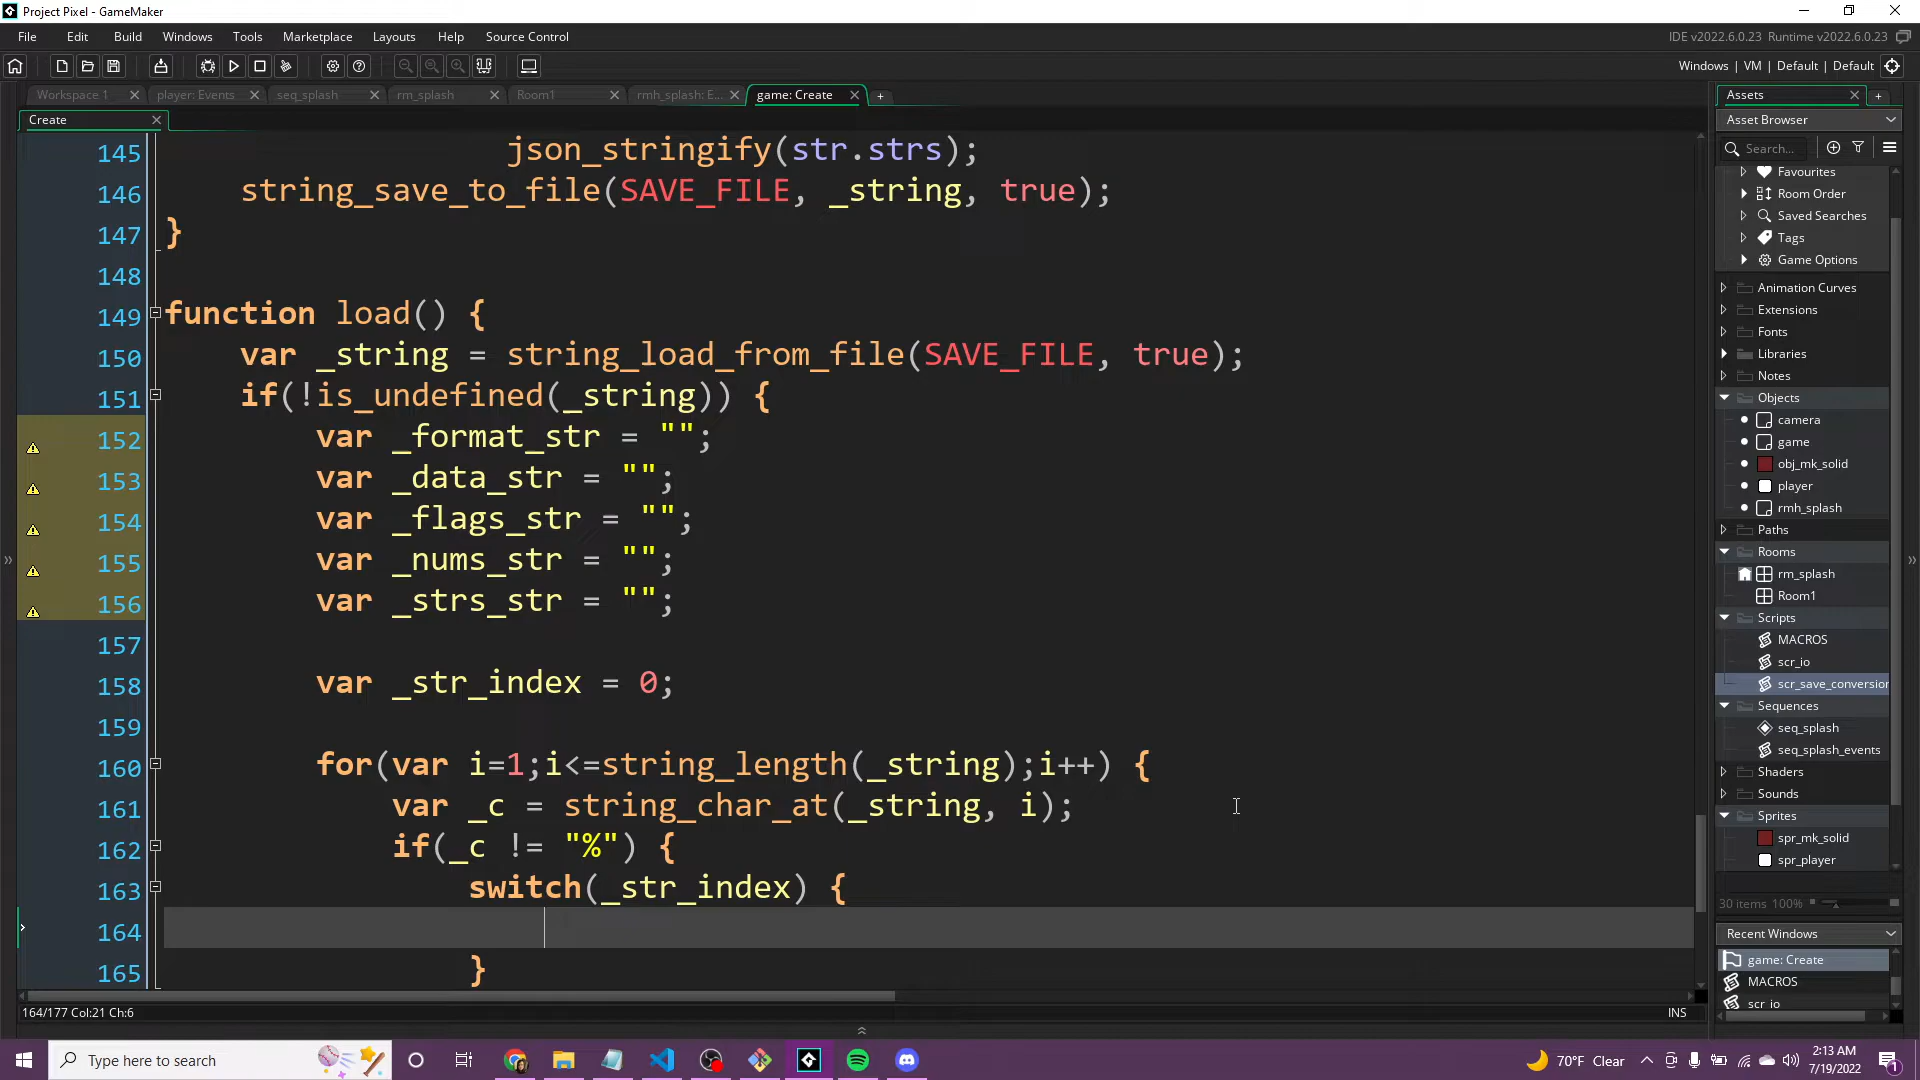 Project Pixel - GameMaker
File Edit Build Windows Tools Marketplace Layouts Help Source Control
IDE v2022.6.0.23 Runtime v2022.6.0.23
Windows | VM | Default | Default
Workspace 1 player: Events seq_splash rm_splash Room1 rmh_splash: E... game: Create
Create
145 json_stringify(str.strs);
146 string_save_to_file(SAVE_FILE, _string, true);
147 }
148
149 function load() {
150 var _string = string_load_from_file(SAVE_FILE, true);
151 if(!is_undefined(_string)) {
152 var _format_str = "";
153 var _data_str = "";
154 var _flags_str = "";
155 var _nums_str = "";
156 var _strs_str = "";
157
158 var _str_index = 0;
159
160 for(var i=1;i<=string_length(_string);i++) {
161 var _c = string_char_at(_string, i);
162 if(_c != "%") {
163 switch(_str_index) {
164
165 }
164/177 Col:21 Ch:6
INS
Assets
Asset Browser
Search...
Favourites
Room Order
Saved Searches
Tags
Game Options
Animation Curves
Extensions
Fonts
Libraries
Notes
Objects
camera
game
obj_mk_solid
player
rmh_splash
Paths
Rooms
rm_splash
Room1
Scripts
MACROS
scr_io
scr_save_conversion
Sequences
seq_splash
seq_splash_events
Shaders
Sounds
Sprites
spr_mk_solid
spr_player
30 items 100%
Recent Windows
game: Create
MACROS
scr_io
Type here to search
70°F Clear
2:13 AM
7/19/2022
1